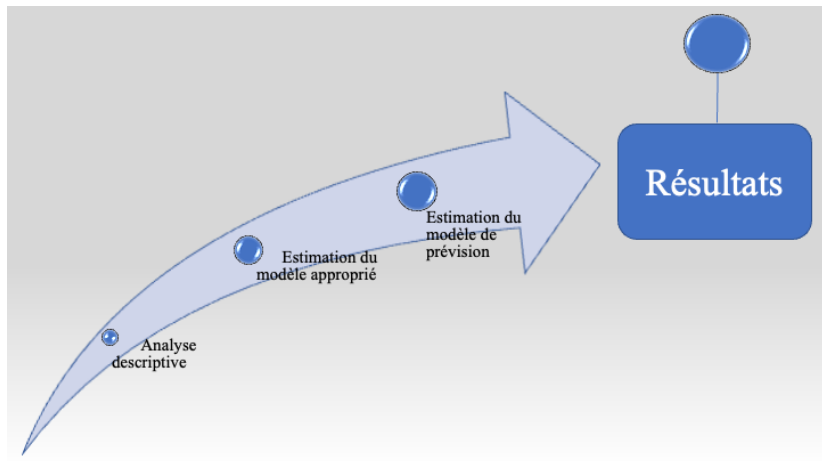 Analyse
descriptive
Estimation du
modèle approprié
Estimation du
modèle de
prévision
Résultats